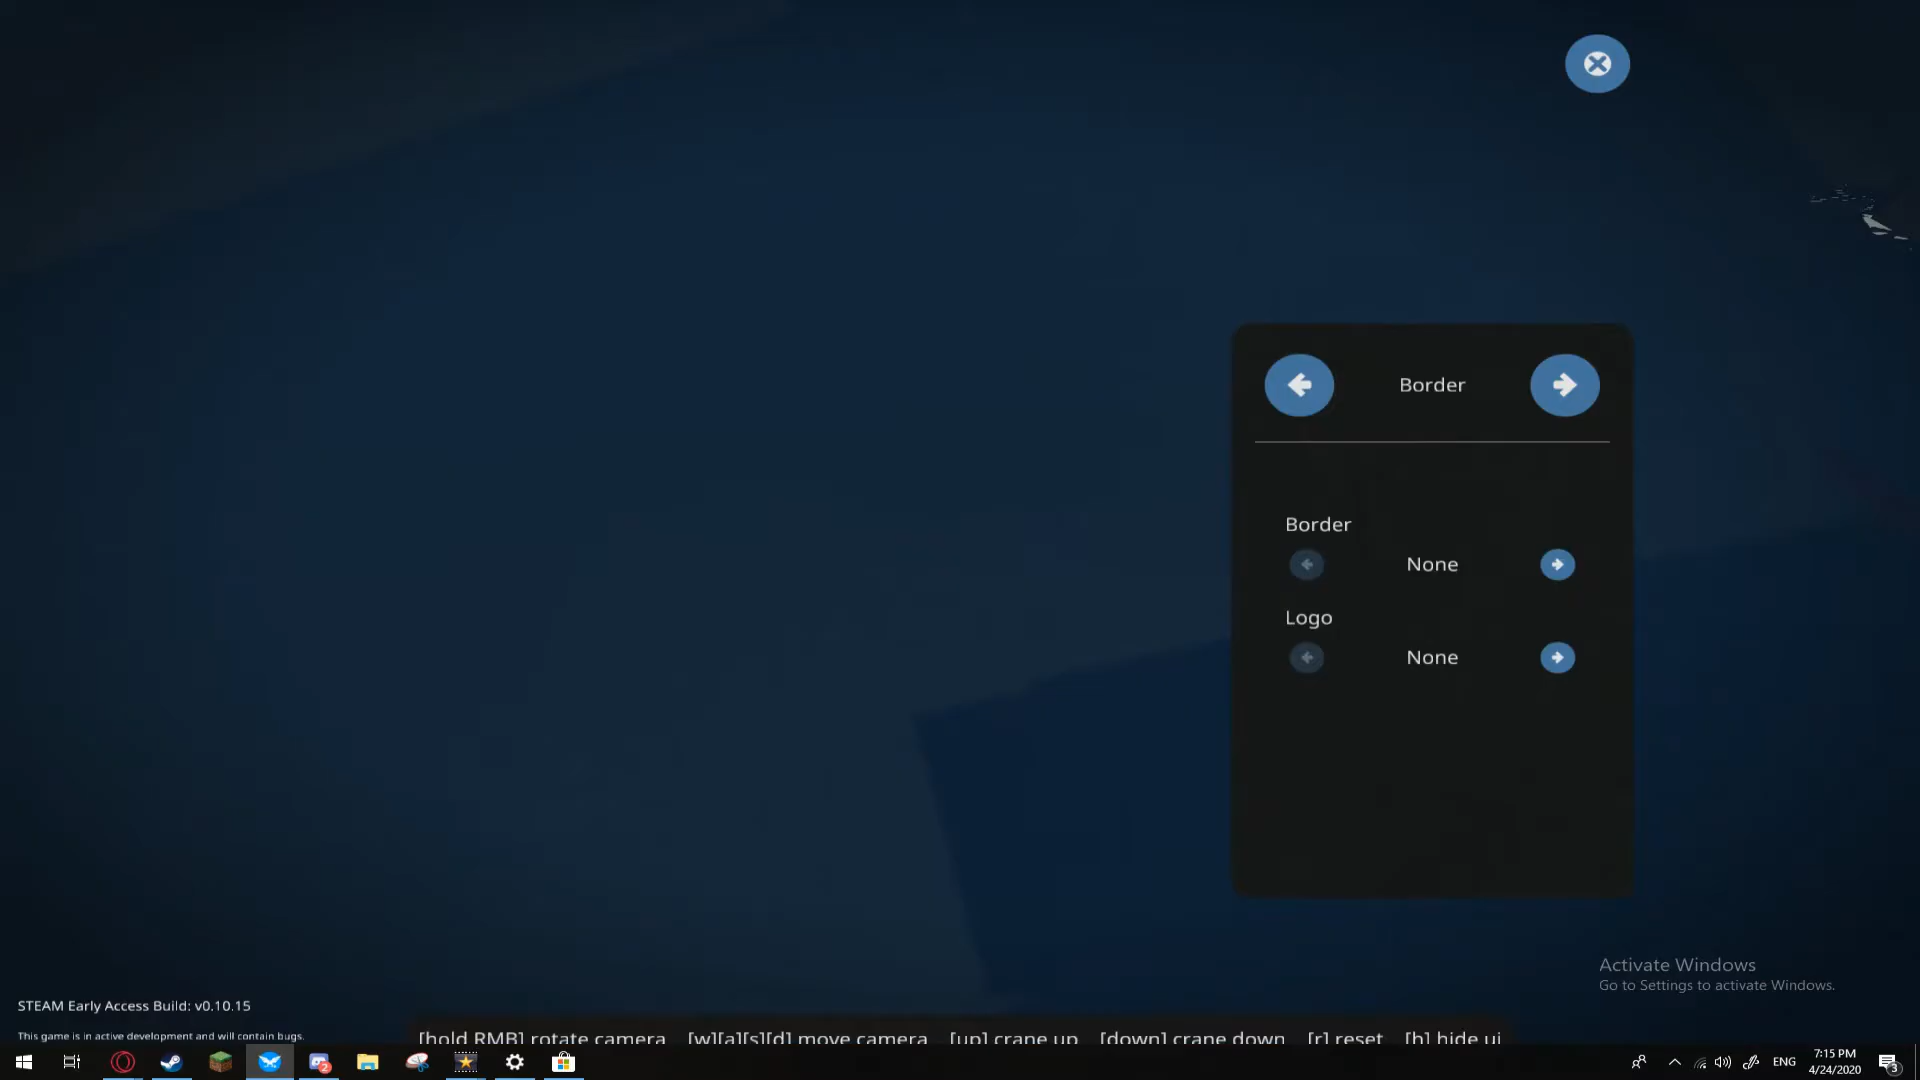 Border
Border
None
Logo
None
Activate Windows
Go to Settings to activate Windows.
STEAM Early Access Build: v0.10.15
This game is in active development and will contain bugs.
[hold RMB] rotate camera [w][a][s][d] move camera [up] crane up [down] crane down [r] reset [h] hide ui
2
ENG
7:15 PM
4/24/2020
3